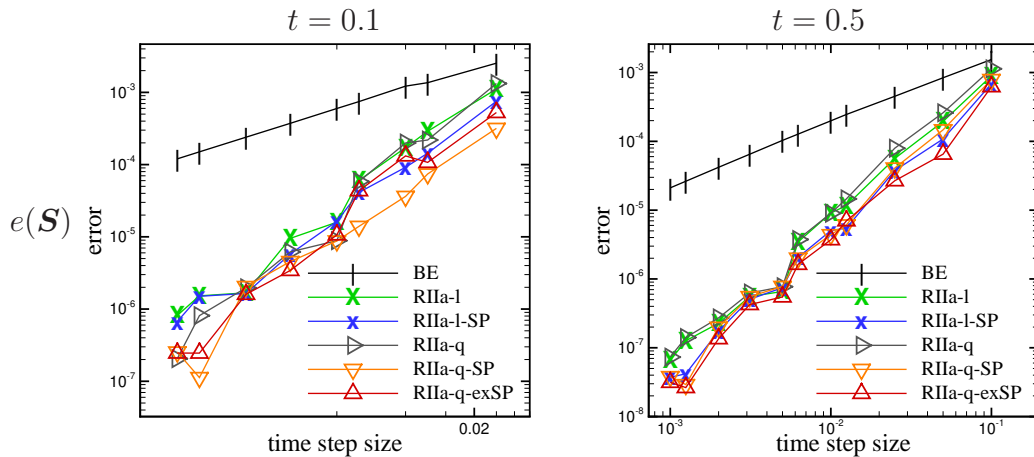 t = 0.1
t = 0.5
e(S)
error
10⁻³
10⁻⁴
10⁻⁵
10⁻⁶
10⁻⁷
BE
RIIa-l
RIIa-l-SP
RIIa-q
RIIa-q-SP
RIIa-q-exSP
0.02
time step size
error
10⁻³
10⁻⁴
10⁻⁵
10⁻⁶
10⁻⁷
10⁻⁸
BE
RIIa-l
RIIa-l-SP
RIIa-q
RIIa-q-SP
RIIa-q-exSP
10⁻³ 10⁻² 10⁻¹
time step size